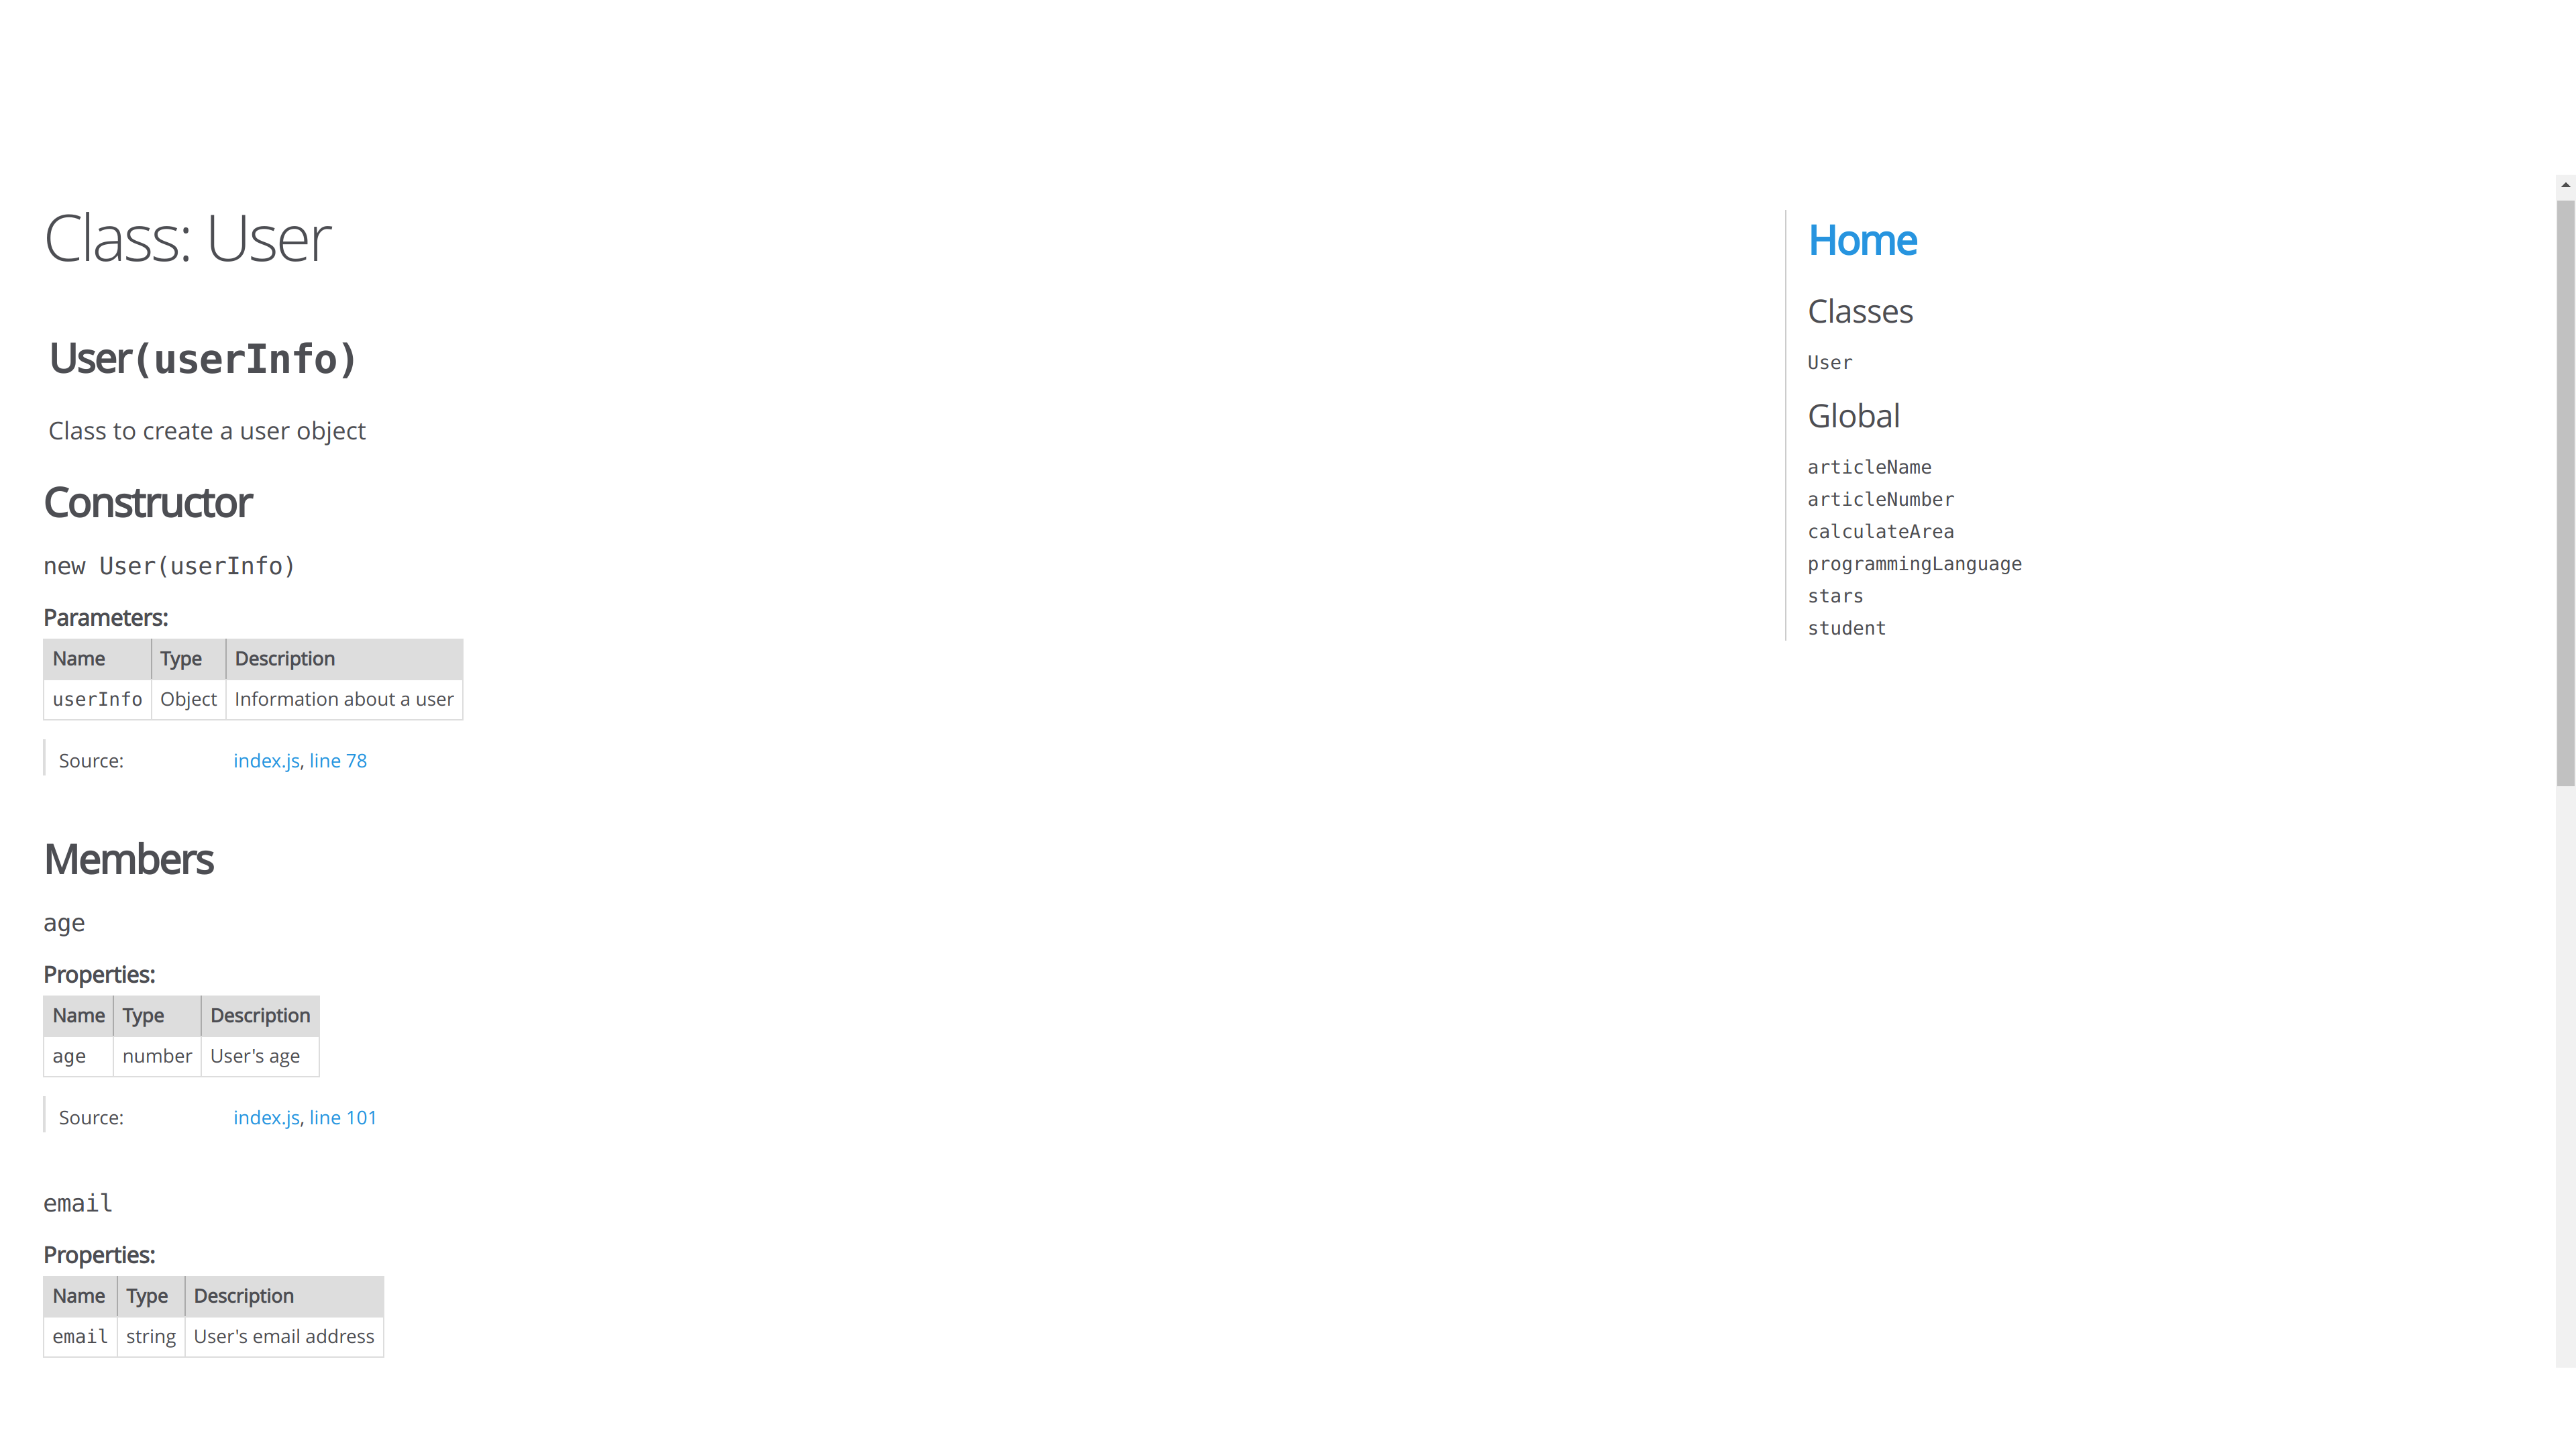 Class: User
User(userInfo)
Class to create a user object
Constructor
new User(userInfo)
Parameters:
Name Type Description
userInfo Object Information about a user
Source: index.js, line 78
Members
age
Properties:
Name Type Description
age number User's age
Source: index.js, line 101
email
Properties:
Name Type Description
email string User's email address
Home
Classes
User
Global
articleName
articleNumber
calculateArea
programmingLanguage
stars
student